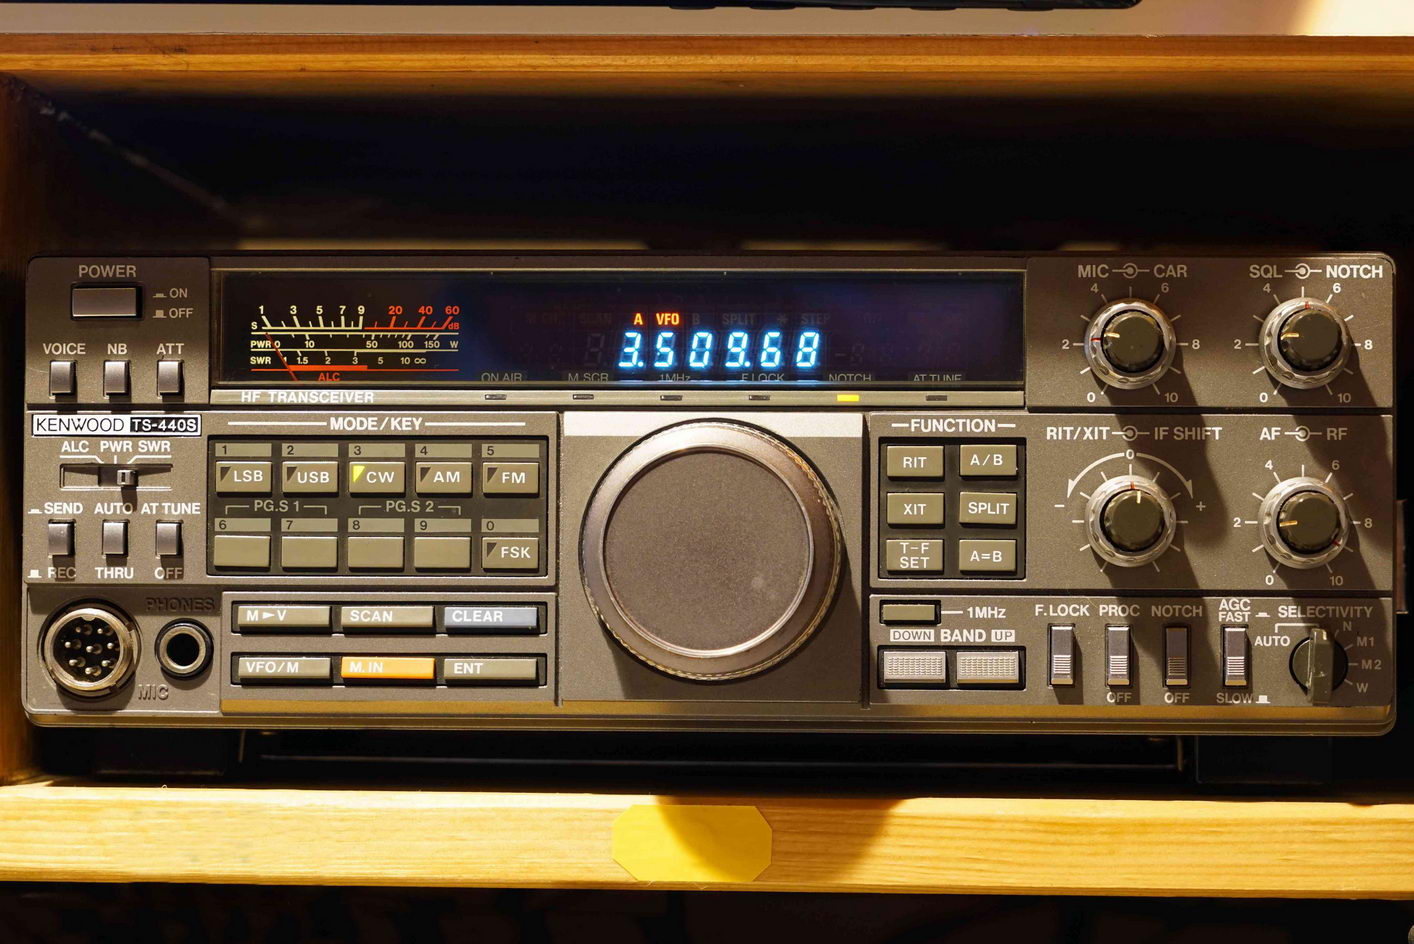 POWER
ON
OFF
VOICE NB ATT
1 3 5 7 9 20 40 60
S dB
PWR 0 10 50 100 150 W
SWR 1.5 2 3 5 10 ∞
ALC
A VFO B SPLIT STEP
3.509.68
ON AIR M.SCR 1MHz F.LOCK NOTCH AT TUNE
HF TRANSCEIVER
MIC CAR
4 6
2 8
0 10
SQL NOTCH
4 6
2 8
0 10
KENWOOD TS-440S
ALC PWR SWR
SEND AUTO AT TUNE
REC THRU OFF
PHONES
MIC
MODE/KEY
1 2 3 4 5
LSB USB CW AM FM
PG.S 1 PG.S 2
6 7 8 9 0
FSK
M►V SCAN CLEAR
VFO/M M.IN ENT
FUNCTION
RIT A/B
XIT SPLIT
T-F SET A=B
1MHz
DOWN BAND UP
RIT/XIT IF SHIFT
0
- +
AF RF
4 6
2 8
0 10
F.LOCK PROC NOTCH AGC FAST SELECTIVITY
OFF OFF SLOW
AUTO N
M1
M2
W